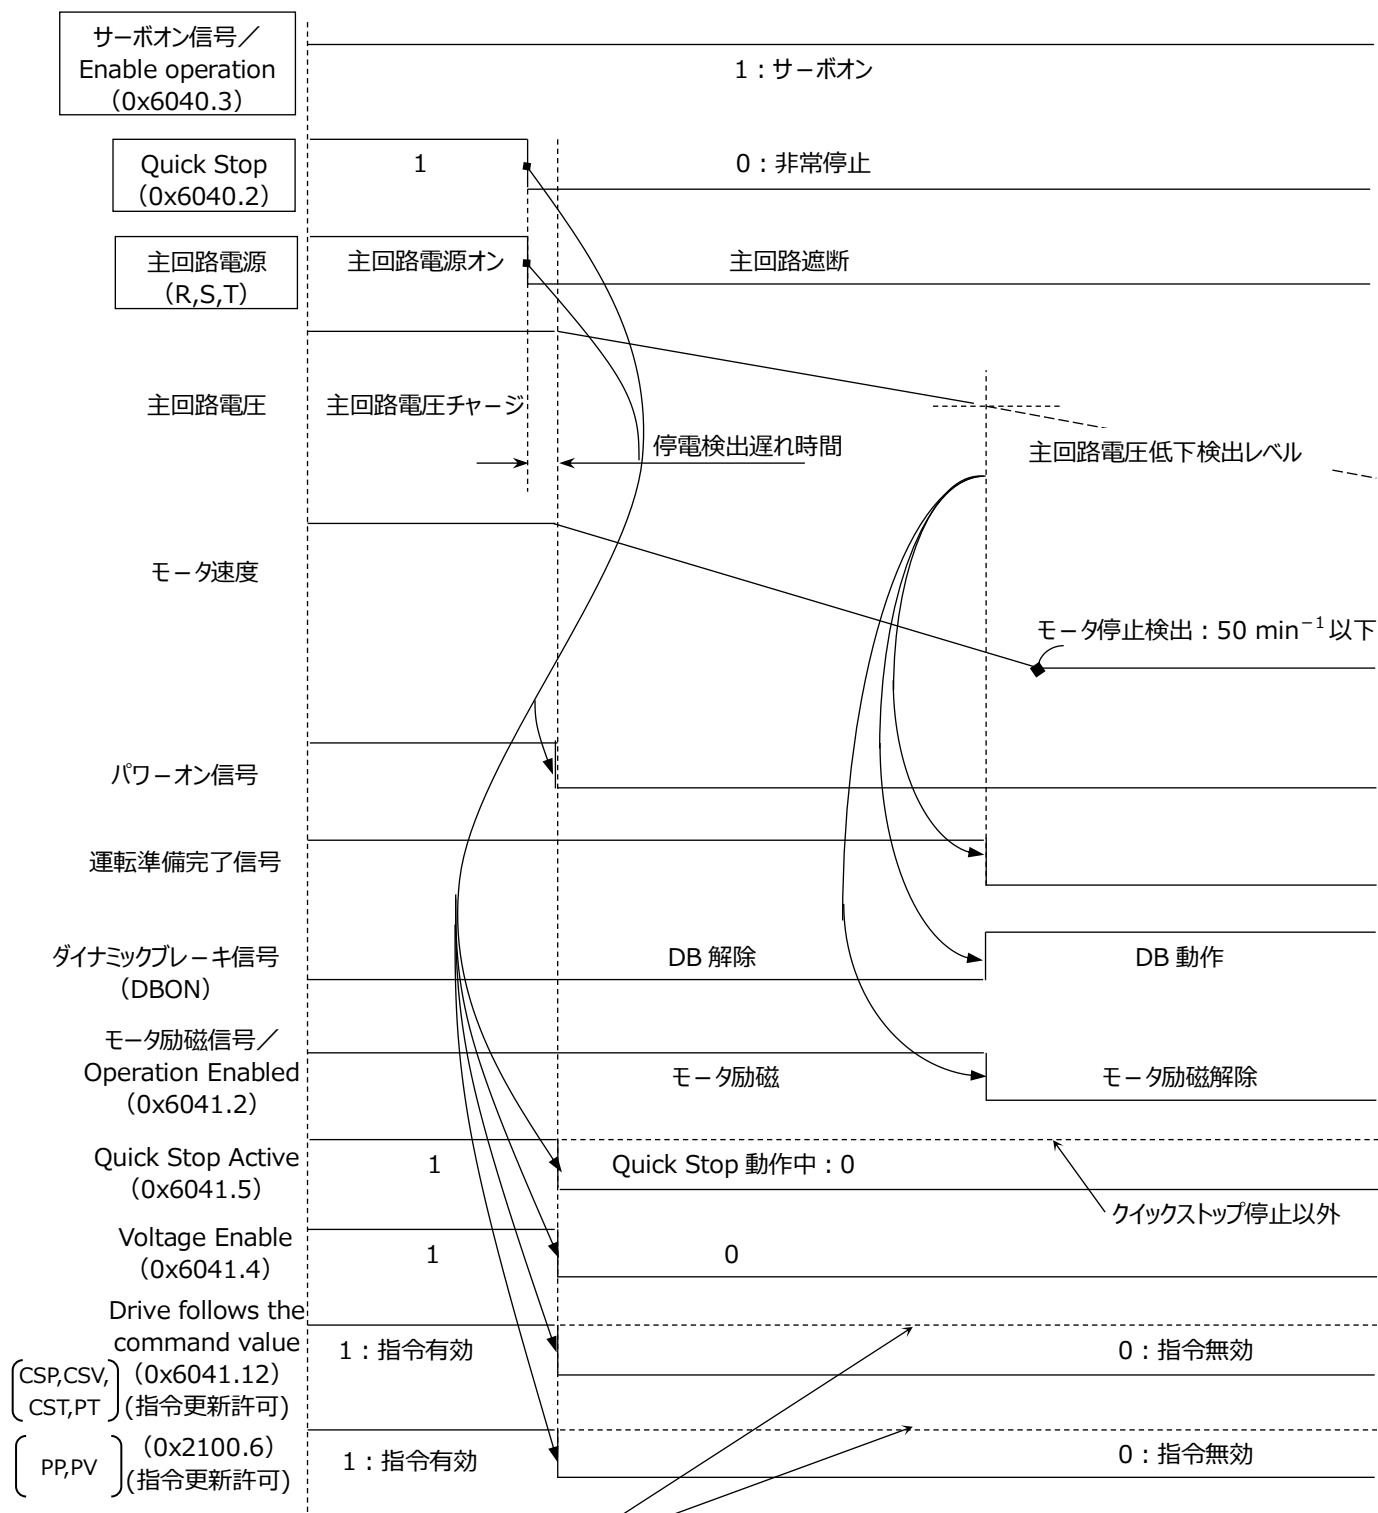 サーボオン信号／
Enable operation
（0x6040.3）
1：サーボオン
Quick Stop
（0x6040.2）
1
0：非常停止
主回路電源
（R,S,T）
主回路電源オン
主回路遮断
主回路電圧
主回路電圧チャージ
停電検出遅れ時間
主回路電圧低下検出レベル
モータ速度
モータ停止検出：50 min⁻¹以下
パワーオン信号
運転準備完了信号
ダイナミックブレーキ信号
（DBON）
DB 解除
DB 動作
モータ励磁信号／
Operation Enabled
（0x6041.2）
モータ励磁
モータ励磁解除
Quick Stop Active
（0x6041.5）
1
Quick Stop 動作中：0
クイックストップ停止以外
Voltage Enable
（0x6041.4）
1
0
Drive follows the
command value
（0x6041.12）
(指令更新許可)
CSP,CSV,
CST,PT
1：指令有効
0：指令無効
PP,PV
（0x2100.6）
(指令更新許可)
1：指令有効
0：指令無効